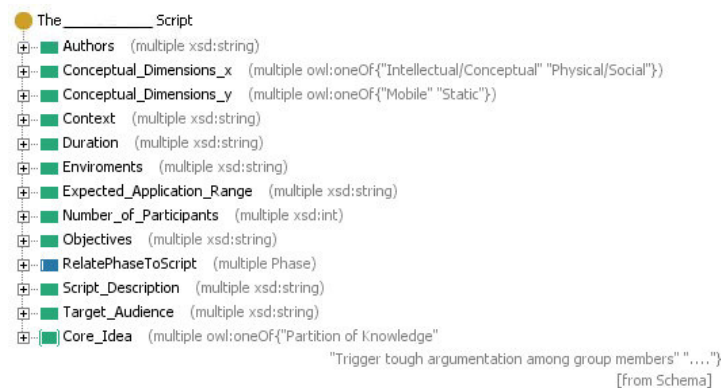 The ____________ Script
Authors (multiple xsd:string)
Conceptual_Dimensions_x (multiple owl:oneOf{"Intellectual/Conceptual" "Physical/Social"})
Conceptual_Dimensions_y (multiple owl:oneOf{"Mobile" "Static"})
Context (multiple xsd:string)
Duration (multiple xsd:string)
Enviroments (multiple xsd:string)
Expected_Application_Range (multiple xsd:string)
Number_of_Participants (multiple xsd:int)
Objectives (multiple xsd:string)
RelatePhaseToScript (multiple Phase)
Script_Description (multiple xsd:string)
Target_Audience (multiple xsd:string)
Core_Idea (multiple owl:oneOf{"Partition of Knowledge"
"Trigger tough argumentation among group members" "...."}
[from Schema]